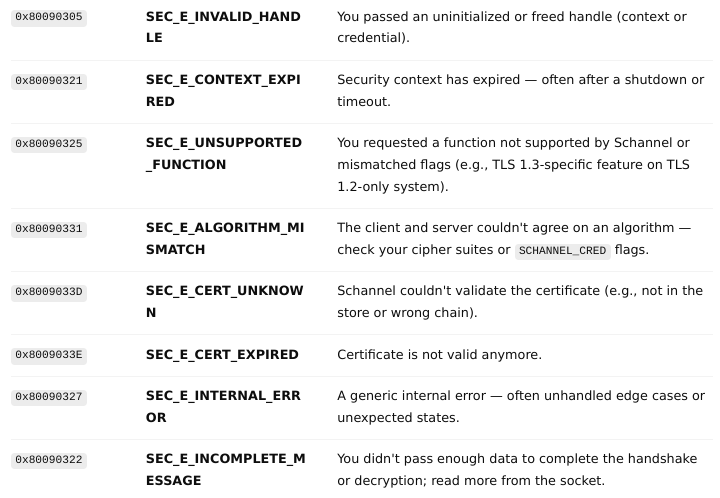 0x80090305 SEC_E_INVALID_HAND You passed an uninitialized or freed handle (context or
LE credential).
0x80090321 SEC_E_CONTEXT_EXPI Security context has expired — often after a shutdown or
RED timeout.
0x80090325 SEC_E_UNSUPPORTED You requested a function not supported by Schannel or
_FUNCTION mismatched flags (e.g., TLS 1.3-specific feature on TLS
1.2-only system).
0x80090331 SEC_E_ALGORITHM_MI The client and server couldn't agree on an algorithm —
SMATCH check your cipher suites or SCHANNEL_CRED flags.
0x8009033D SEC_E_CERT_UNKNOW Schannel couldn't validate the certificate (e.g., not in the
N store or wrong chain).
0x8009033E SEC_E_CERT_EXPIRED Certificate is not valid anymore.
0x80090327 SEC_E_INTERNAL_ERR A generic internal error — often unhandled edge cases or
OR unexpected states.
0x80090322 SEC_E_INCOMPLETE_M You didn't pass enough data to complete the handshake
ESSAGE or decryption; read more from the socket.